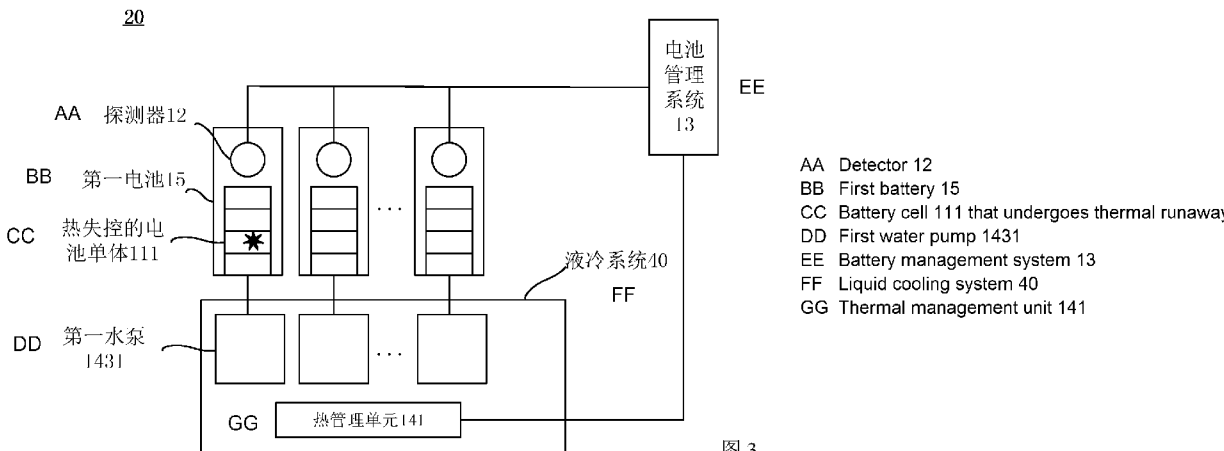 20
电池
管理
系统
13
EE
AA 探测器12
BB 第一电池15
CC 热失控的电
池单体111
...
液冷系统40
FF
DD 第一水泵
1431
...
GG 热管理单元141
图3
AA Detector 12
BB First battery 15
CC Battery cell 111 that undergoes thermal runaway
DD First water pump 1431
EE Battery management system 13
FF Liquid cooling system 40
GG Thermal management unit 141